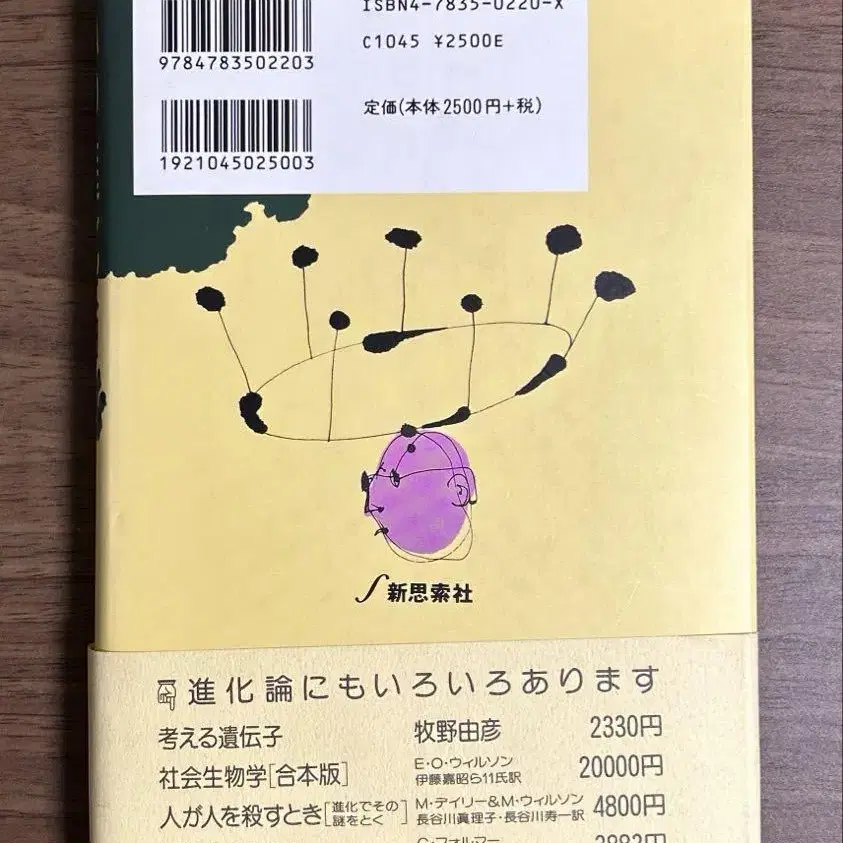 ISBN4-7835-0220-X
9784783502203
C1045 ¥2500E
定価(本体2500円+税)
1921045025003
新思索社
進化論にもいろいろあります
考える遺伝子 牧野由彦 2330円
社会生物学[合本版] E・O・ウィルソン 伊藤嘉昭ら11氏訳 20000円
人が人を殺すとき[進化でその謎をとく] M・デイリー&M・ウィルソン 長谷川眞理子・長谷川寿一訳 4800円